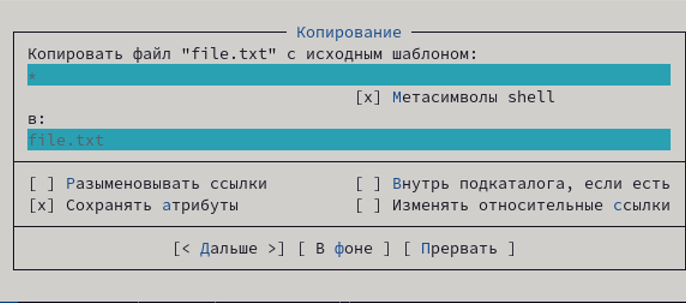 Копирование
Копировать файл "file.txt" с исходным шаблоном:
*
[x] Метасимволы shell
в:
file.txt
[ ] Разыменовывать ссылки [ ] Внутрь подкаталога, если есть
[x] Сохранять атрибуты [ ] Изменять относительные ссылки
[< Дальше >] [ В фоне ] [ Прервать ]